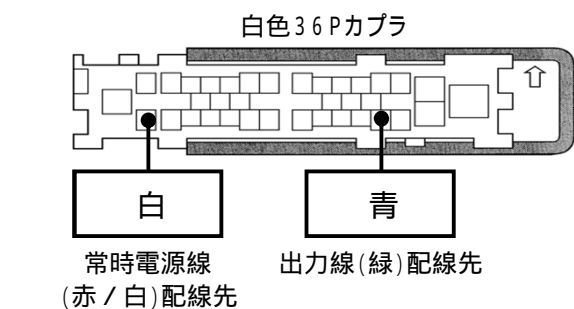 白色36Pカプラ
白
青
常時電源線
(赤/白)配線先
出力線(緑)配線先